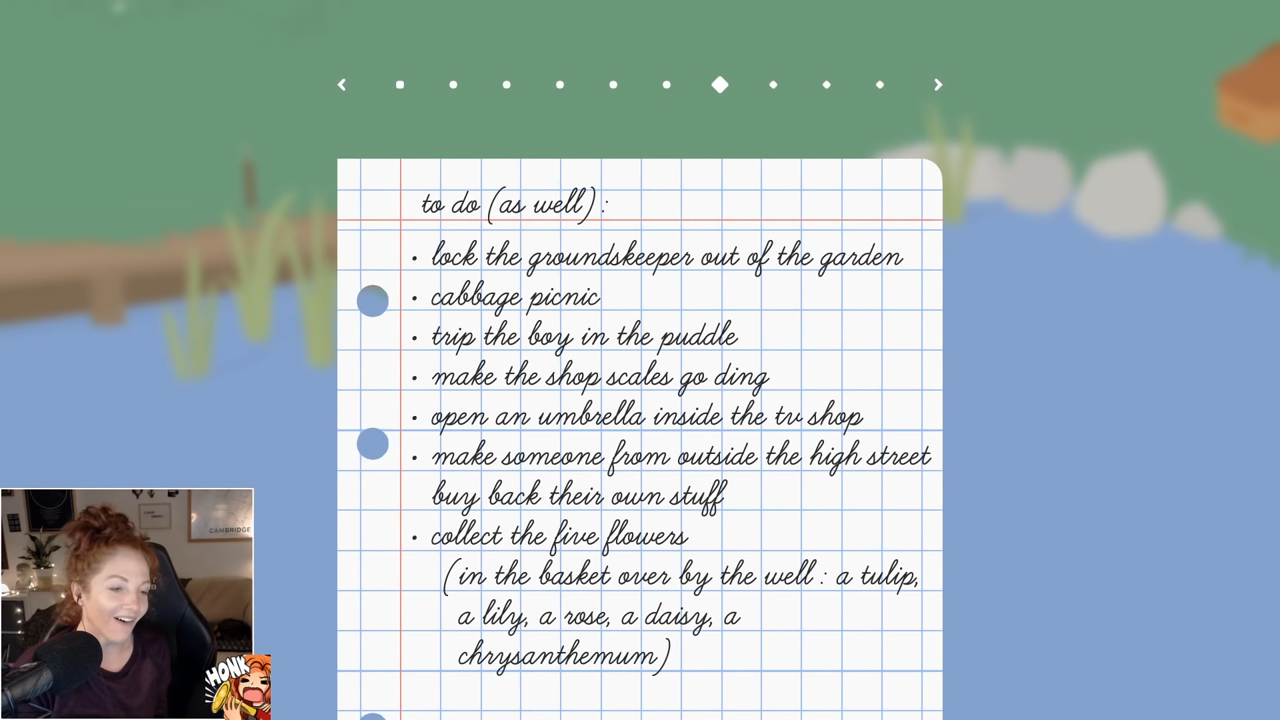 to do (as well) :
• lock the groundskeeper out of the garden
• cabbage picnic
• trip the boy in the puddle
• make the shop scales go ding
• open an umbrella inside the tv shop
• make someone from outside the high street
buy back their own stuff
• collect the five flowers
(in the basket over by the well : a tulip,
a lily, a rose, a daisy, a
chrysanthemum)
CAMBRIDGE
HONK